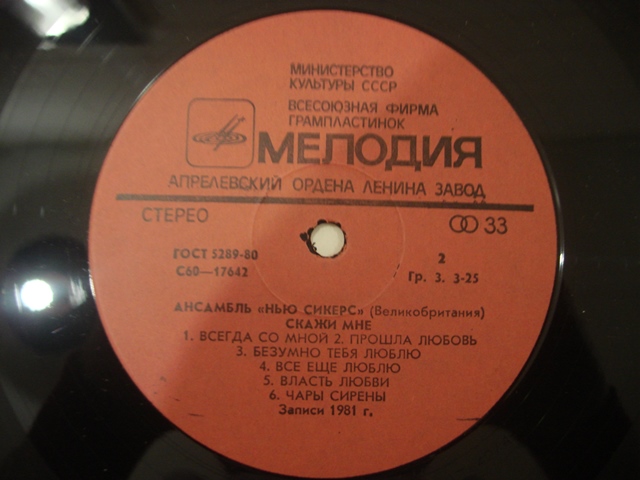 МИНИСТЕРСТВО
КУЛЬТУРЫ СССР
ВСЕСОЮЗНАЯ ФИРМА
ГРАМПЛАСТИНОК
МЕЛОДИЯ
АПРЕЛЕВСКИЙ ОРДЕНА ЛЕНИНА ЗАВОД
СТЕРЕО
33
ГОСТ 5289-80
2
С60—17642
Гр. 3. 3-25
АНСАМБЛЬ «НЬЮ СИКЕРС» (Великобритания)
СКАЖИ МНЕ
1. ВСЕГДА СО МНОЙ 2. ПРОШЛА ЛЮБОВЬ
3. БЕЗУМНО ТЕБЯ ЛЮБЛЮ
4. ВСЕ ЕЩЕ ЛЮБЛЮ
5. ВЛАСТЬ ЛЮБВИ
6. ЧАРЫ СИРЕНЫ
Записи 1981 г.